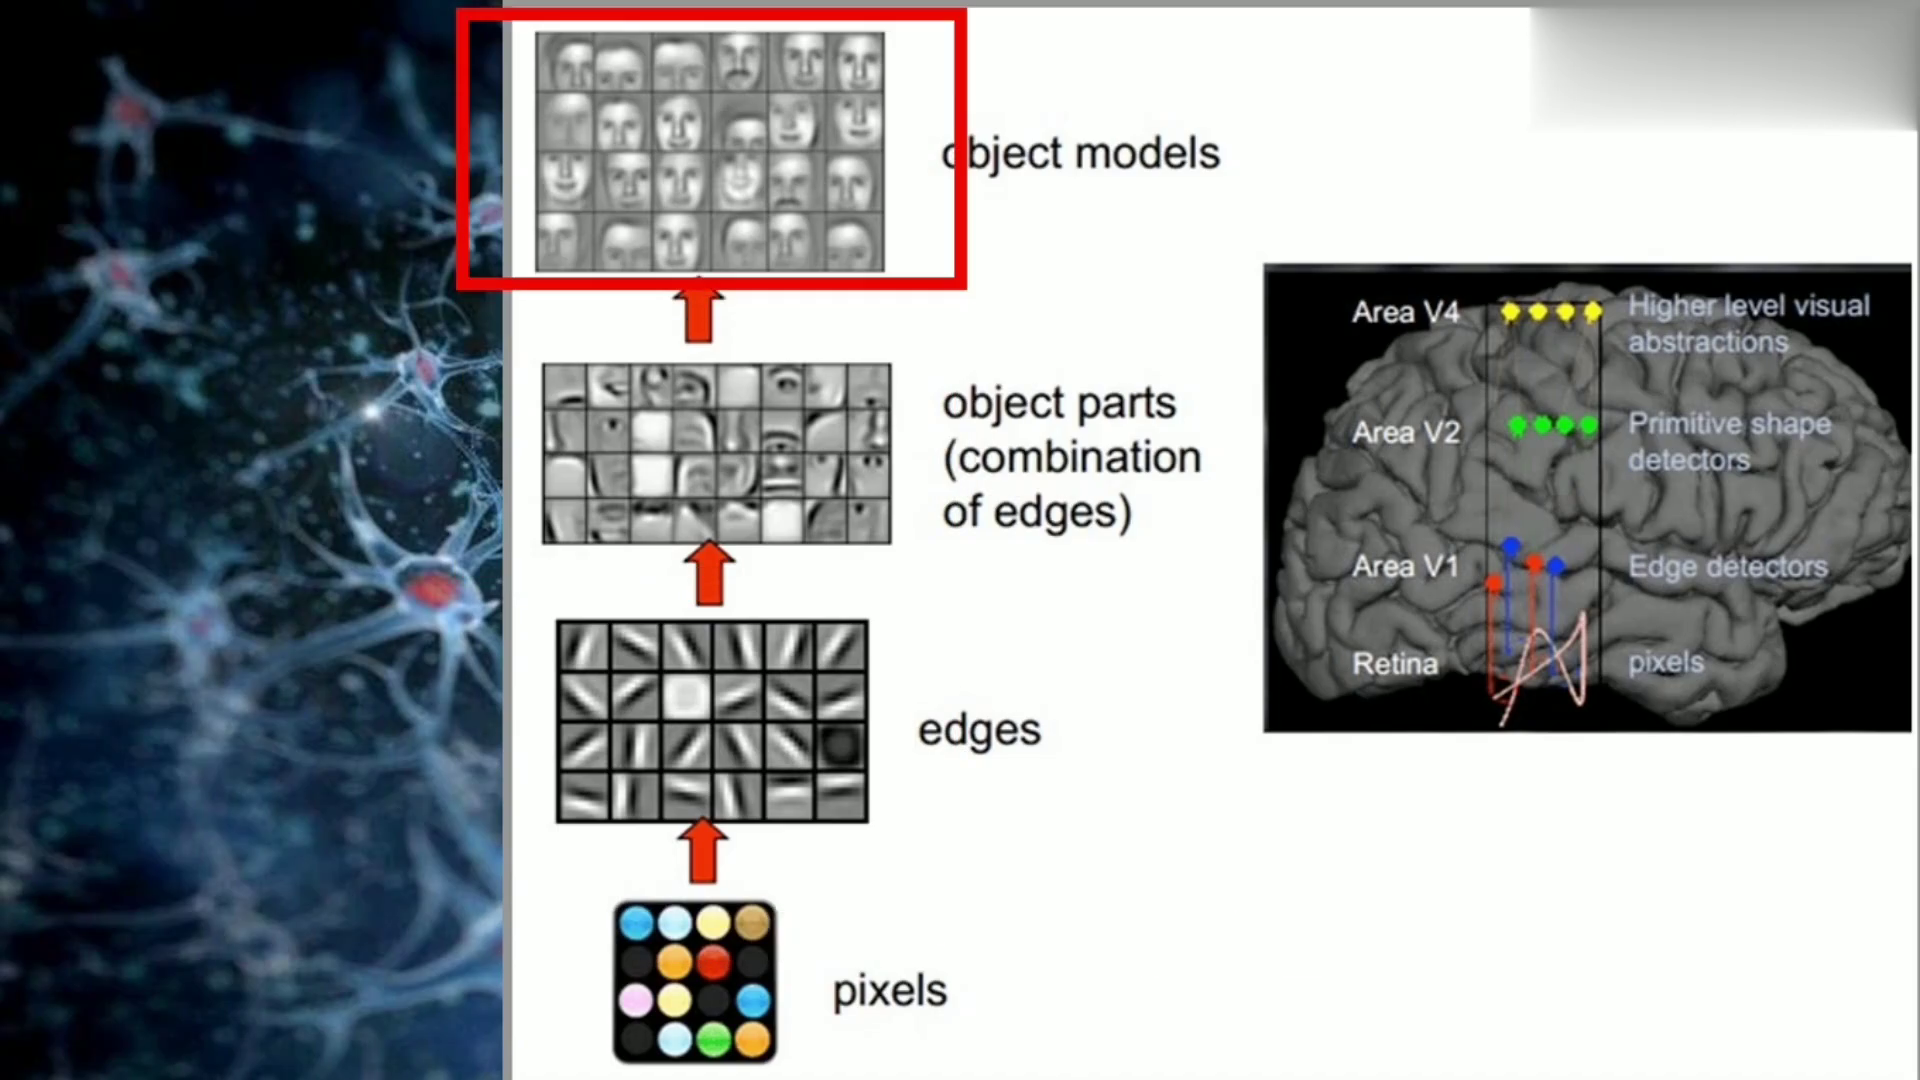 object models
object parts
(combination
of edges)
edges
pixels
Area V4
Higher level visual
abstractions
Area V2
Primitive shape
detectors
Area V1
Edge detectors
Retina
pixels